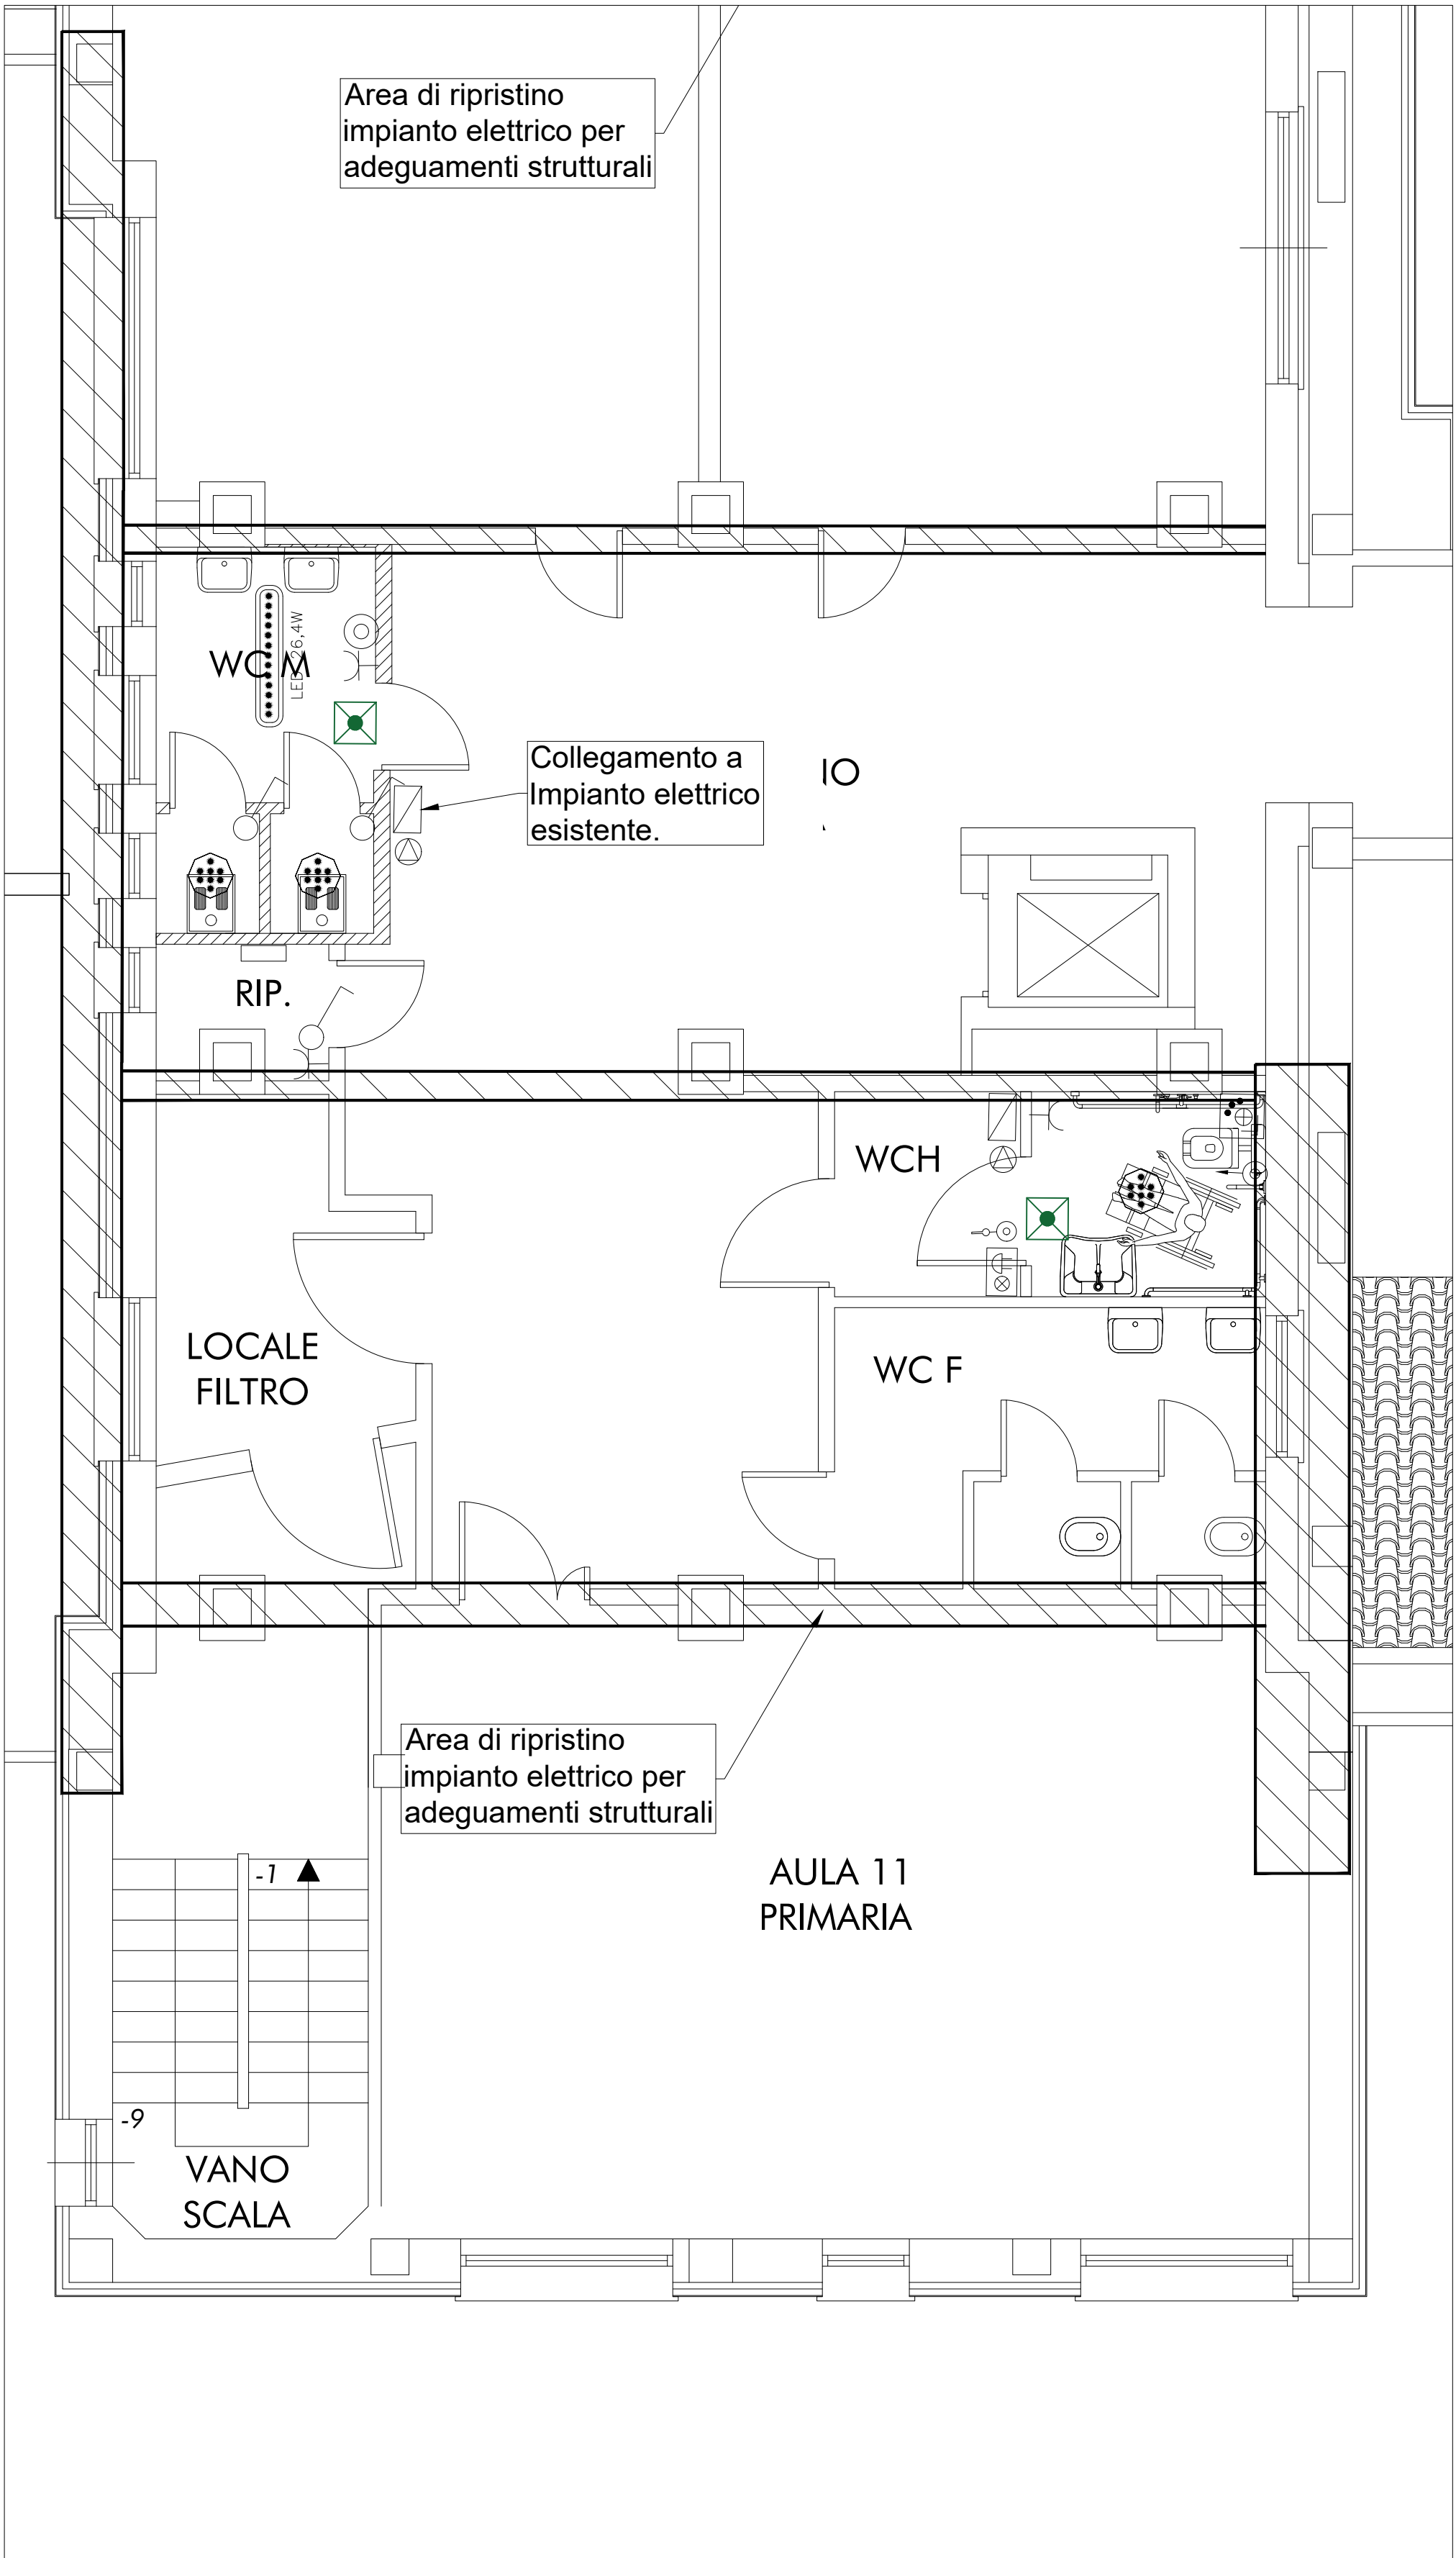 Area di ripristino
impianto elettrico per
adeguamenti strutturali
LED 26,4W
WC M
Collegamento a
Impianto elettrico
esistente.
IO
RIP.
WCH
LOCALE
FILTRO
WC F
Area di ripristino
impianto elettrico per
adeguamenti strutturali
AULA 11
PRIMARIA
-1
-9
VANO
SCALA